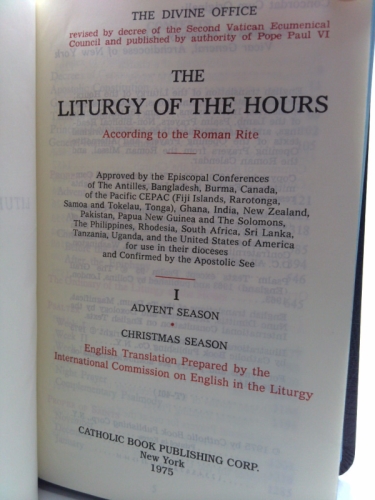 THE DIVINE OFFICE
revised by decree of the Second Vatican Ecumenical
Council and published by authority of Pope Paul VI
THE
LITURGY OF THE HOURS
According to the Roman Rite
Approved by the Episcopal Conferences
of The Antilles, Bangladesh, Burma, Canada,
of the Pacific CEPAC (Fiji Islands, Rarotonga,
Samoa and Tokelau, Tonga), Ghana, India, New Zealand,
Pakistan, Papua New Guinea and The Solomons,
The Philippines, Rhodesia, South Africa, Sri Lanka,
Tanzania, Uganda, and the United States of America
for use in their dioceses
and Confirmed by the Apostolic See
I
ADVENT SEASON
CHRISTMAS SEASON
English Translation Prepared by the
International Commission on English in the Liturgy
CATHOLIC BOOK PUBLISHING CORP.
New York
1975